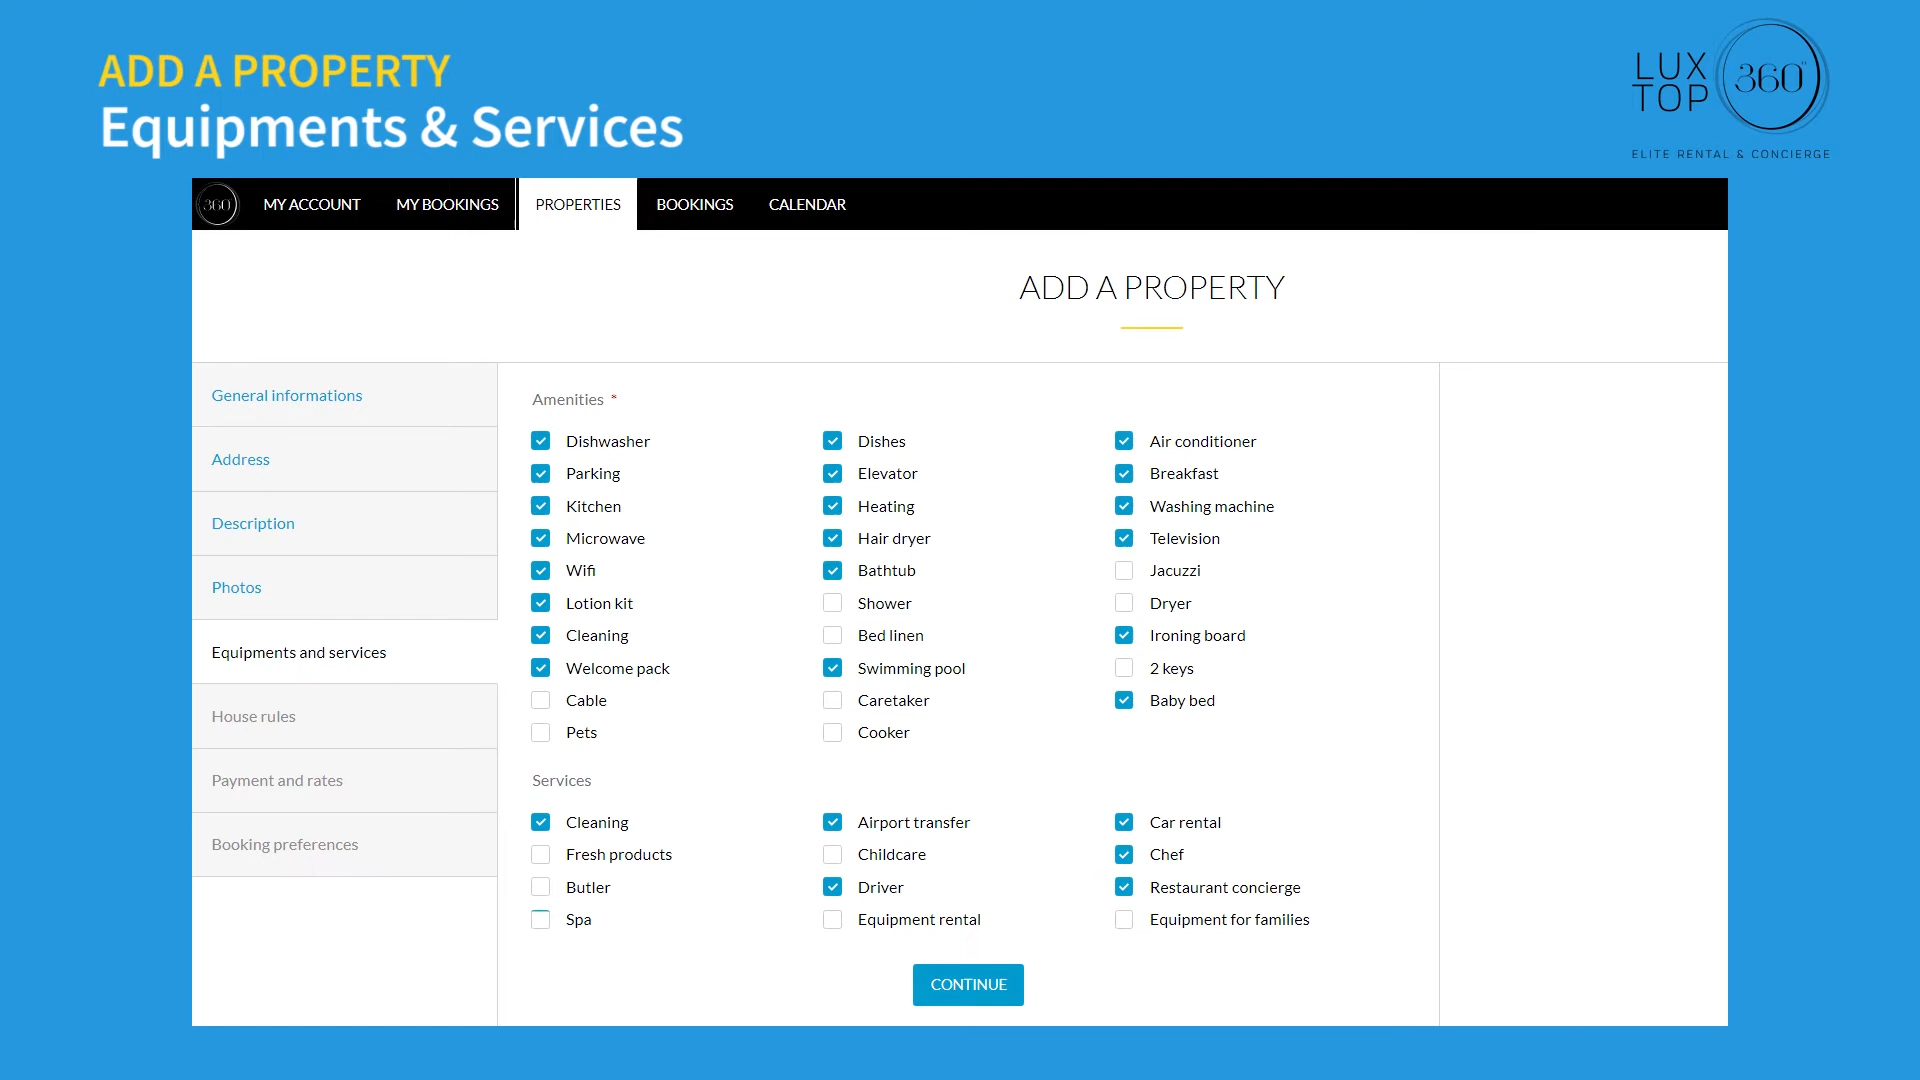 ADD A PROPERTY
Equipments & Services
LUX
TOP
360°
ELITE RENTAL & CONCIERGE
360° MY ACCOUNT MY BOOKINGS PROPERTIES BOOKINGS CALENDAR
ADD A PROPERTY
General informations
Address
Description
Photos
Equipments and services
House rules
Payment and rates
Booking preferences
Amenities *
Dishwasher Dishes Air conditioner
Parking Elevator Breakfast
Kitchen Heating Washing machine
Microwave Hair dryer Television
Wifi Bathtub Jacuzzi
Lotion kit Shower Dryer
Cleaning Bed linen Ironing board
Welcome pack Swimming pool 2 keys
Cable Caretaker Baby bed
Pets Cooker
Services
Cleaning Airport transfer Car rental
Fresh products Childcare Chef
Butler Driver Restaurant concierge
Spa Equipment rental Equipment for families
CONTINUE